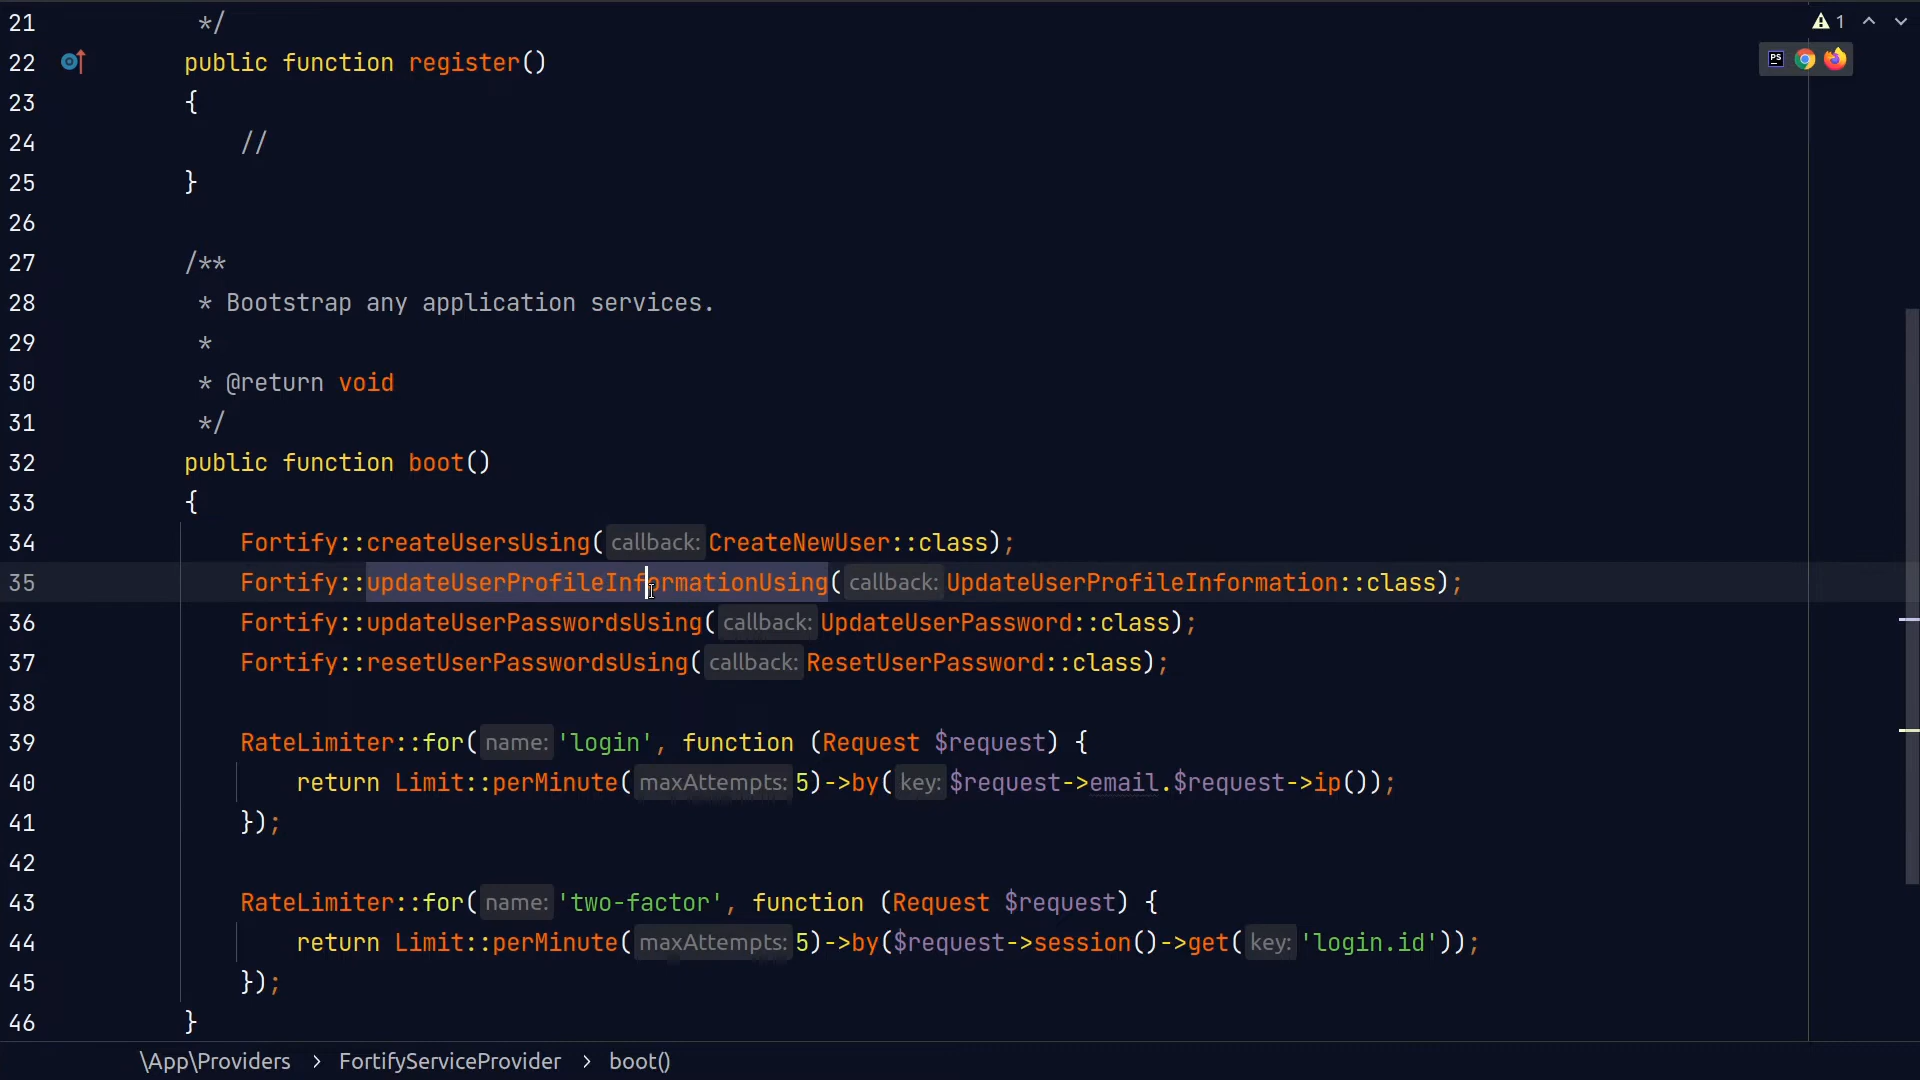 21 */
⚠ 1
22 public function register()
PS
23 {
24 //
25 }
26
27 /**
28 * Bootstrap any application services.
29 *
30 * @return void
31 */
32 public function boot()
33 {
34 Fortify::createUsersUsing( callback: CreateNewUser::class);
35 Fortify::updateUserProfileInformationUsing( callback: UpdateUserProfileInformation::class);
36 Fortify::updateUserPasswordsUsing( callback: UpdateUserPassword::class);
37 Fortify::resetUserPasswordsUsing( callback: ResetUserPassword::class);
38
39 RateLimiter::for( name: 'login', function (Request $request) {
40 return Limit::perMinute( maxAttempts: 5)->by( key: $request->email.$request->ip());
41 });
42
43 RateLimiter::for( name: 'two-factor', function (Request $request) {
44 return Limit::perMinute( maxAttempts: 5)->by($request->session()->get( key: 'login.id'));
45 });
46 }
\App\Providers > FortifyServiceProvider > boot()